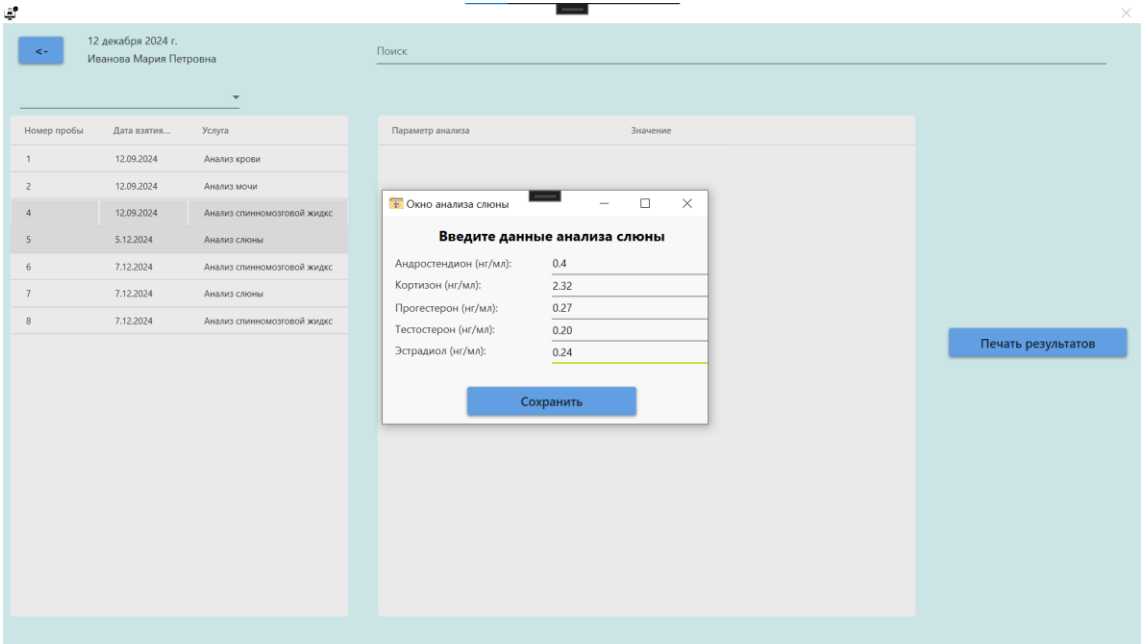 12 декабря 2024 г.
<-
Иванова Мария Петровна
Поиск
Номер пробы Дата взятия... Услуга
1 12.09.2024 Анализ крови
2 12.09.2024 Анализ мочи
4 12.09.2024 Анализ спинномозговой жидкс
5 5.12.2024 Анализ слюны
6 7.12.2024 Анализ спинномозговой жидкс
7 7.12.2024 Анализ слюны
8 7.12.2024 Анализ спинномозговой жидкс
Параметр анализа Значение
Окно анализа слюны
Введите данные анализа слюны
Андростендион (нг/мл): 0.4
Кортизон (нг/мл): 2.32
Прогестерон (нг/мл): 0.27
Тестостерон (нг/мл): 0.20
Эстрадиол (нг/мл): 0.24
Сохранить
Печать результатов